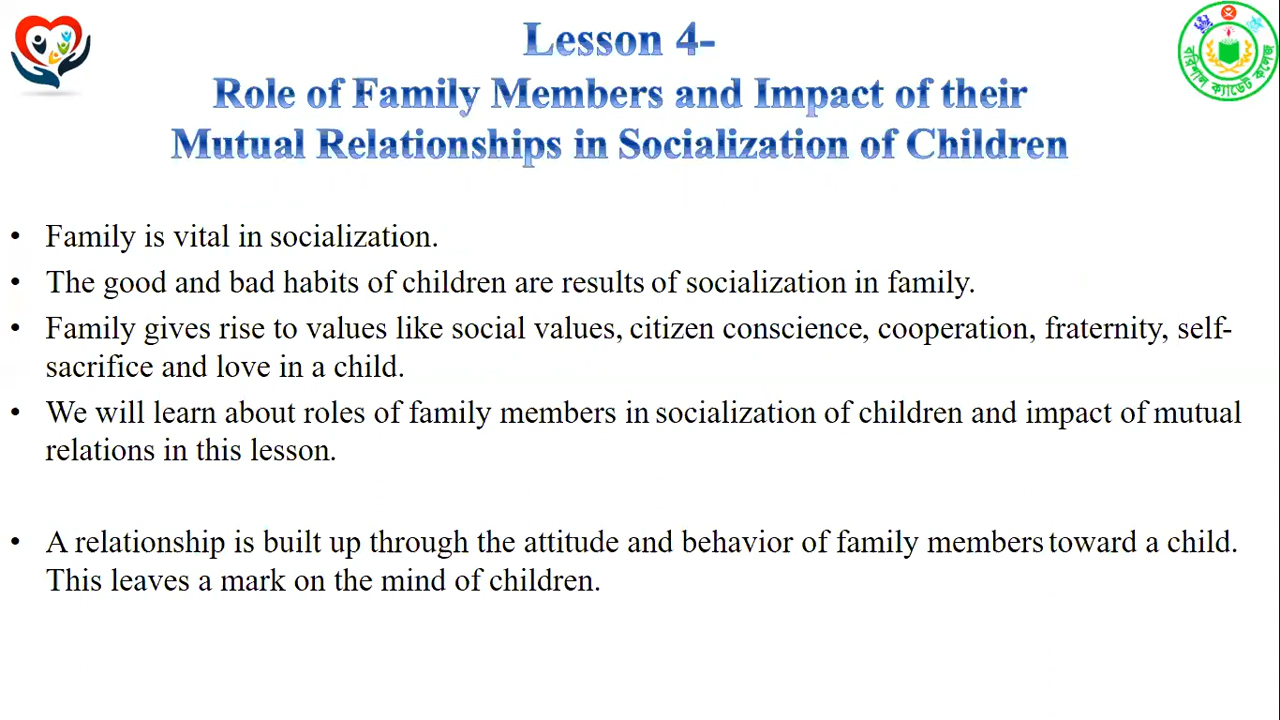 Lesson 4-
Role of Family Members and Impact of their
Mutual Relationships in Socialization of Children
বরিশাল ক্যাডেট কলেজ
• Family is vital in socialization.
• The good and bad habits of children are results of socialization in family.
• Family gives rise to values like social values, citizen conscience, cooperation, fraternity, self-
sacrifice and love in a child.
• We will learn about roles of family members in socialization of children and impact of mutual
relations in this lesson.
• A relationship is built up through the attitude and behavior of family members toward a child.
This leaves a mark on the mind of children.